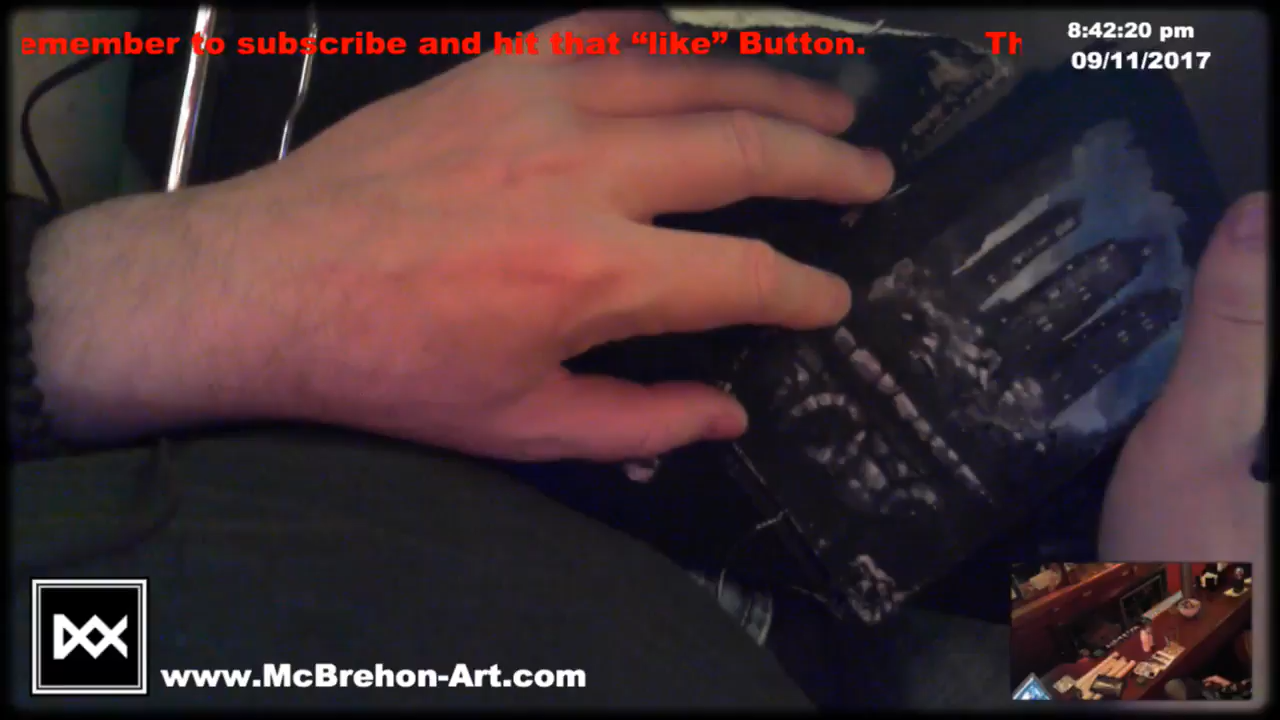 emember to subscribe and hit that “like” Button. Th
8:42:20 pm
09/11/2017
www.McBrehon-Art.com